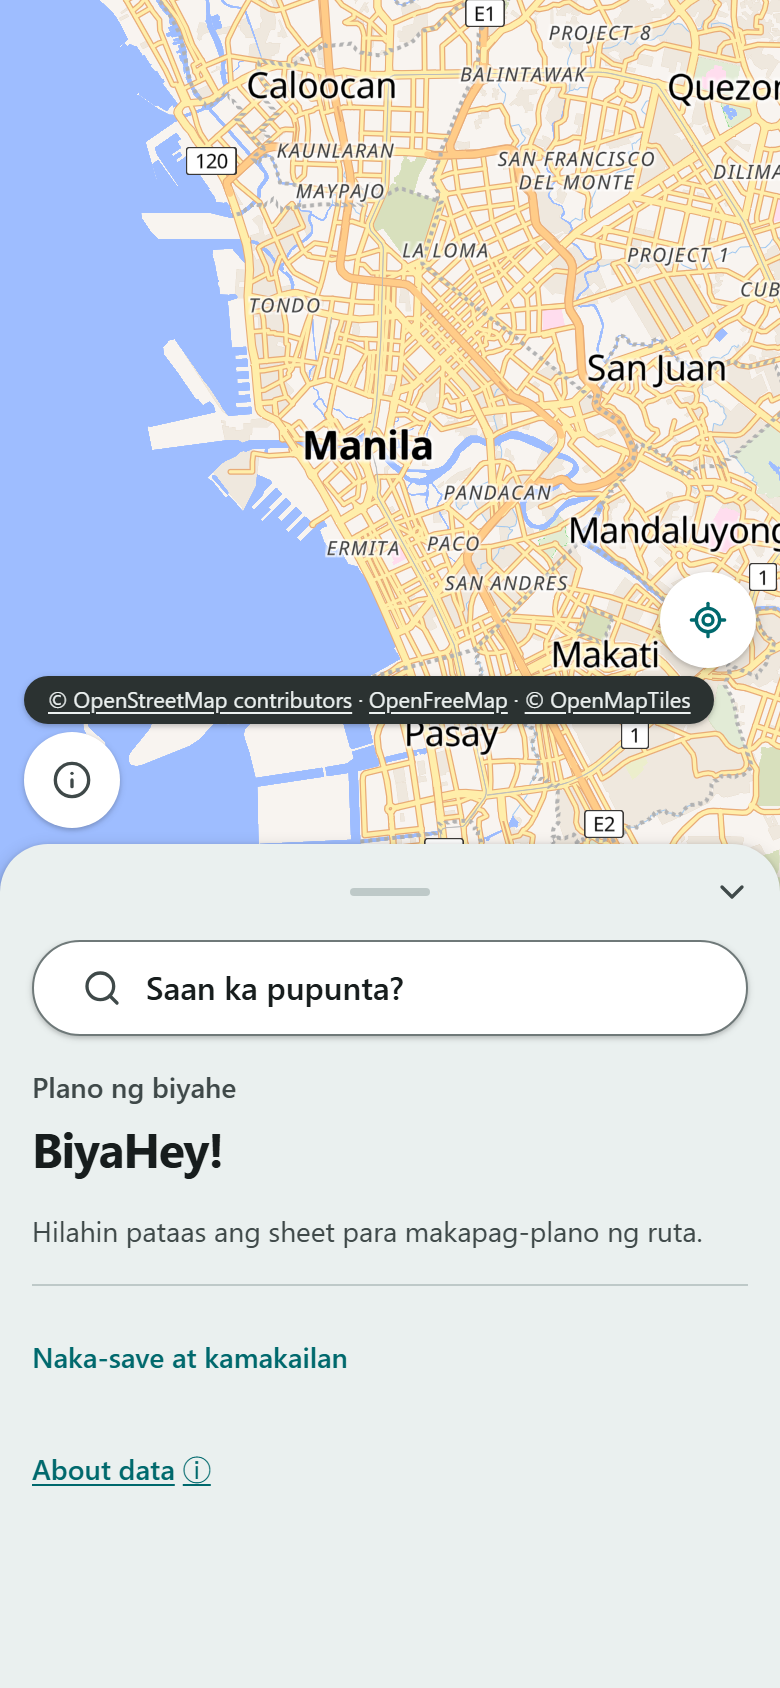 E1
PROJECT 8
BALINTAWAK
Caloocan
Quezon
KAUNLARAN
120
SAN FRANCISCO
DEL MONTE
DILIMA
MAYPAJO
LA LOMA
PROJECT 1
CUB
TONDO
San Juan
Manila
PANDACAN
Mandaluyong
ERMITA
PACO
1
SAN ANDRES
Makati
© OpenStreetMap contributors · OpenFreeMap · © OpenMapTiles
Pasay
1
E2
Saan ka pupunta?
Plano ng biyahe
BiyaHey!
Hilahin pataas ang sheet para makapag-plano ng ruta.
Naka-save at kamakailan
About data ⓘ